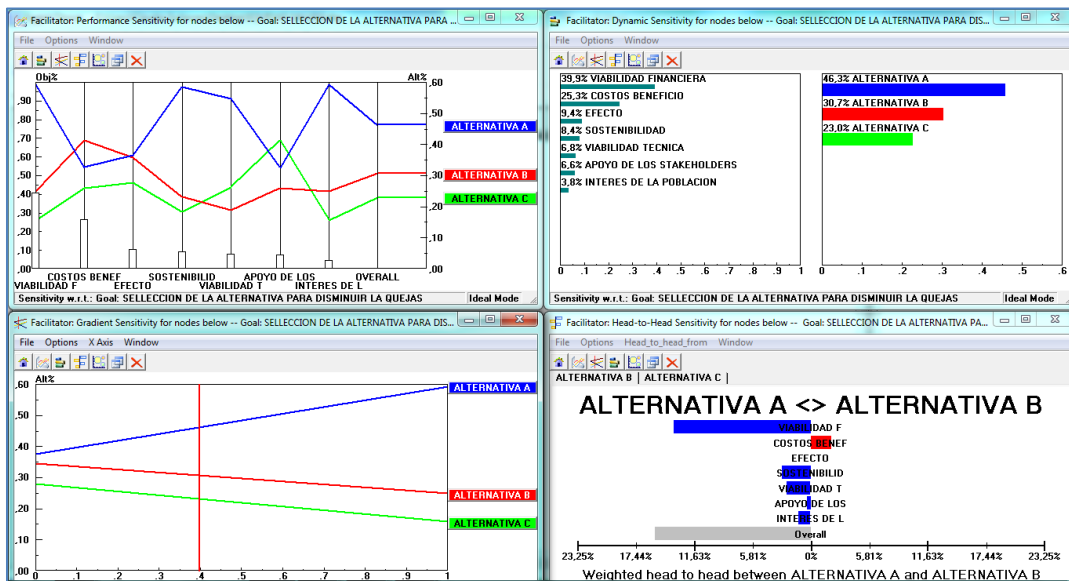 Facilitator: Performance Sensitivity for nodes below -- Goal: SELLECCION DE LA ALTERNATIVA PARA ...
File Options Window
Obj% Alt%
,90
,80
,70
,60
,50
,40
,30
,20
,10
,00
,60
,50
,40
,30
,20
,10
,00
ALTERNATIVA A
ALTERNATIVA B
ALTERNATIVA C
COSTOS BENEF SOSTENIBILID APOYO DE LOS OVERALL
VIABILIDAD F EFECTO VIABILIDAD T INTERES DE L
Sensitivity w.r.t.: Goal: SELLECCION DE LA ALTERNATIVA PARA DISMINUIR LA QUEJAS Ideal Mode
Facilitator: Dynamic Sensitivity for nodes below -- Goal: SELLECCION DE LA ALTERNATIVA PARA DIS...
File Options Window
39,9% VIABILIDAD FINANCIERA
25,3% COSTOS BENEFICIO
9,4% EFECTO
8,4% SOSTENIBILIDAD
6,8% VIABILIDAD TECNICA
6,6% APOYO DE LOS STAKEHOLDERS
3,8% INTERES DE LA POBLACION
0 .1 .2 .3 .4 .5 .6 .7 .8 .9 1
46,3% ALTERNATIVA A
30,7% ALTERNATIVA B
23,0% ALTERNATIVA C
0 .1 .2 .3 .4 .5 .6
Sensitivity w.r.t.: Goal: SELLECCION DE LA ALTERNATIVA PARA DISMINUIR LA QUEJAS Ideal Mode
Facilitator: Gradient Sensitivity for nodes below -- Goal: SELLECCION DE LA ALTERNATIVA PARA DIS...
File Options X Axis Window
Alt%
,60
,50
,40
,30
,20
,10
,00
ALTERNATIVA A
ALTERNATIVA B
ALTERNATIVA C
0 .1 .2 .3 .4 .5 .6 .7 .8 .9 1
Facilitator: Head-to-Head Sensitivity for nodes below -- Goal: SELLECCION DE LA ALTERNATIVA PA...
File Options Head_to_head_from Window
ALTERNATIVA B | ALTERNATIVA C |
ALTERNATIVA A <> ALTERNATIVA B
VIABILIDAD F
COSTOS BENEF
EFECTO
SOSTENIBILID
VIABILIDAD T
APOYO DE LOS
INTERES DE L
Overall
23,25% 17,44% 11,63% 5,81% 0% 5,81% 11,63% 17,44% 23,25%
Weighted head to head between ALTERNATIVA A and ALTERNATIVA B